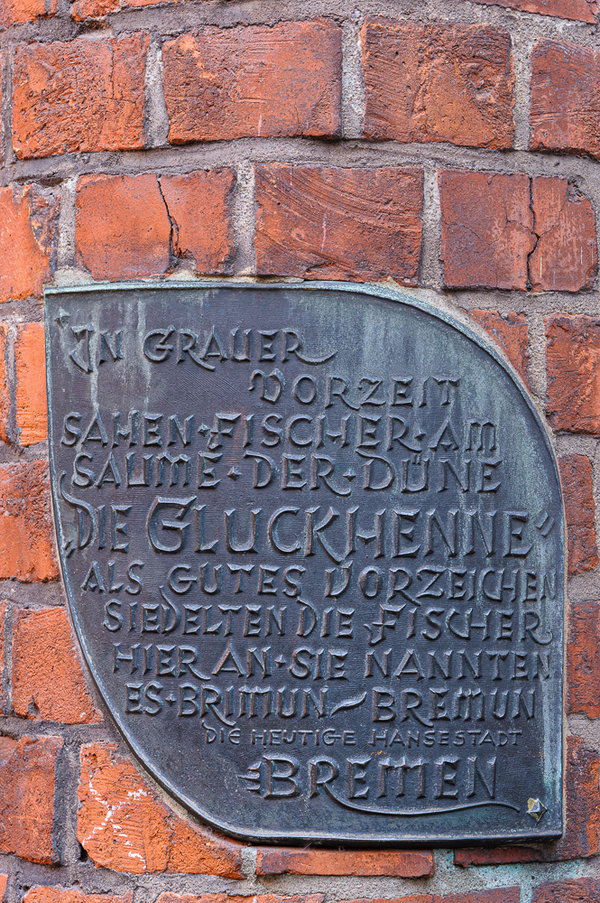 IN GRAUER
VORZEIT
SAHEN·FISCHER·AM
SAUME·DER·DÜNE
„DIE GLUCKHENNE“
ALS GUTES VORZEICHEN
SIEDELTEN DIE FISCHER
HIER AN·SIE NANNTEN
ES·BRIMUN–BREMUN
DIE HEUTIGE HANSESTADT
BREMEN